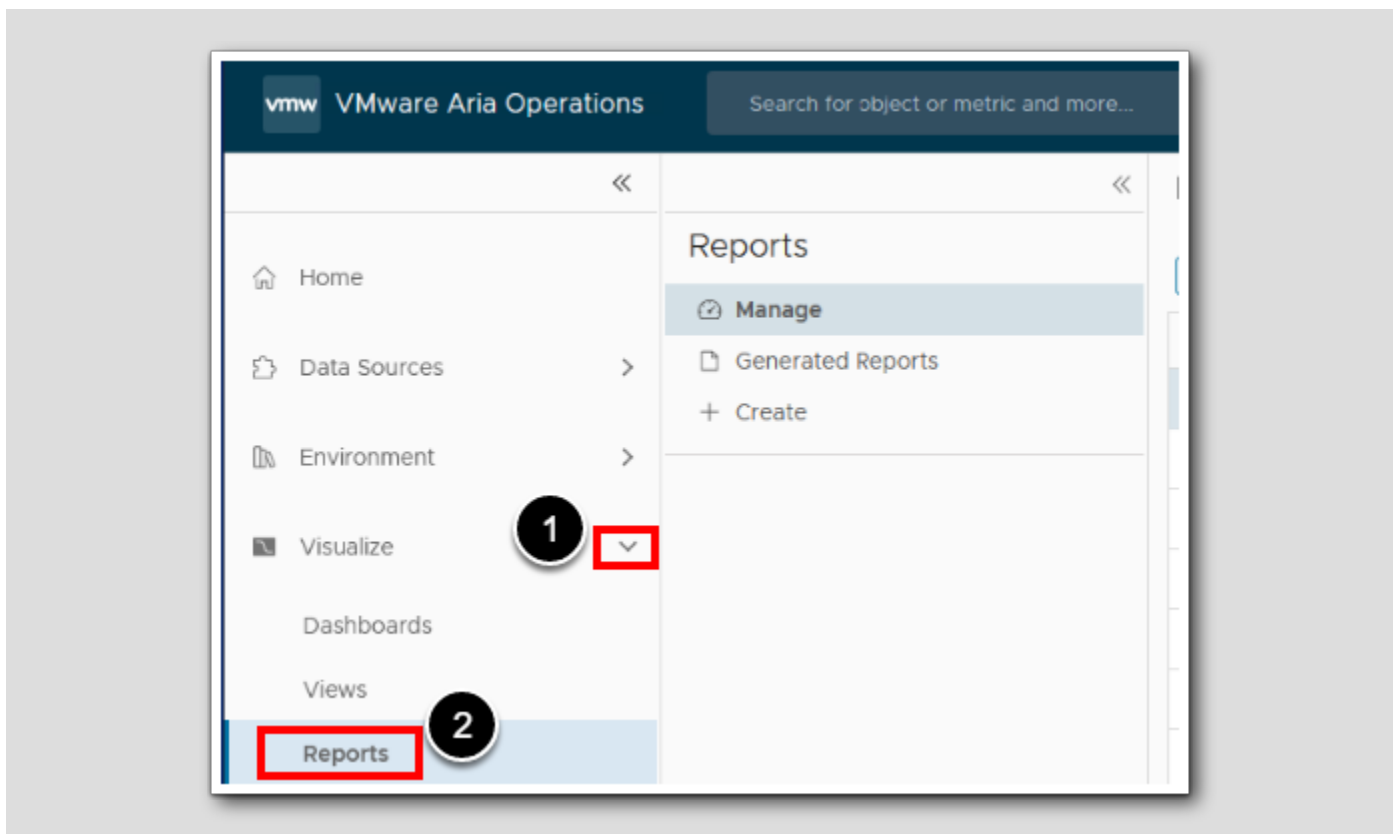 vmw VMware Aria Operations
Search for object or metric and more...
Home
Data Sources
Environment
1
Visualize
Dashboards
Views
2
Reports
Reports
Manage
Generated Reports
+ Create